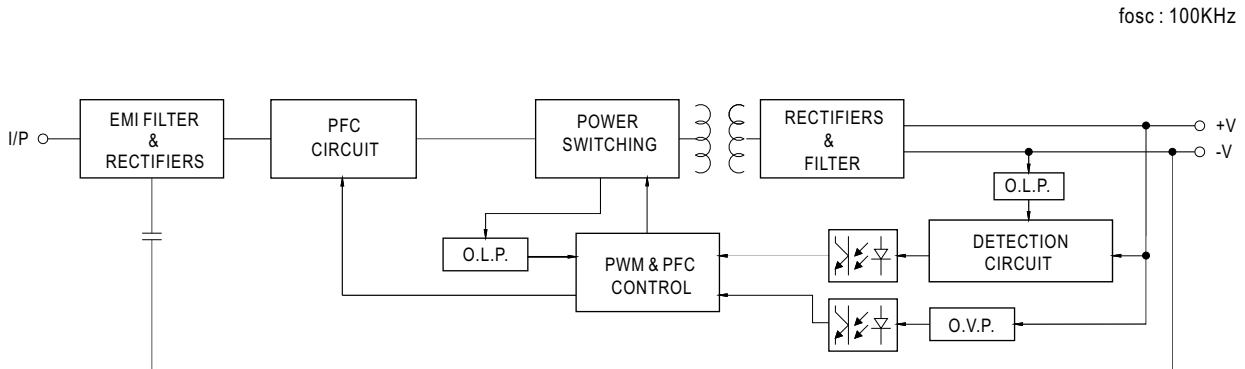 fosc : 100KHz
I/P
EMI FILTER
&
RECTIFIERS
PFC
CIRCUIT
POWER
SWITCHING
RECTIFIERS
&
FILTER
+V
-V
O.L.P.
O.L.P.
PWM & PFC
CONTROL
DETECTION
CIRCUIT
O.V.P.